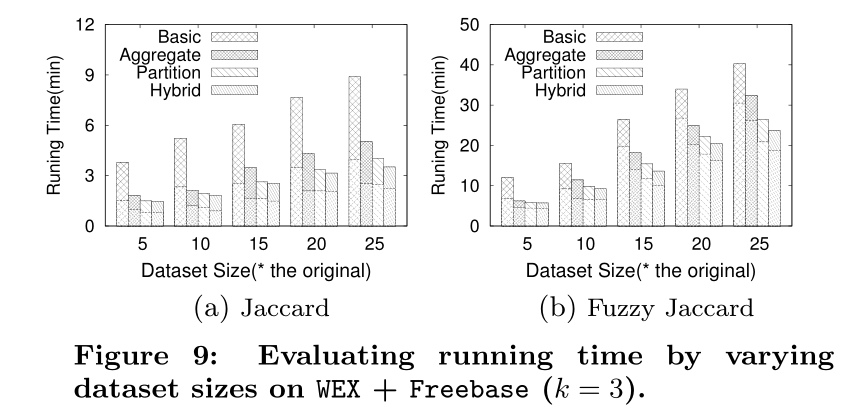 12
9
6
3
0
Runing Time(min)
Basic
Aggregate
Partition
Hybrid
5 10 15 20 25
Dataset Size(* the original)
(a) Jaccard
50
40
30
20
10
0
Runing Time(min)
Basic
Aggregate
Partition
Hybrid
5 10 15 20 25
Dataset Size(* the original)
(b) Fuzzy Jaccard
Figure 9: Evaluating running time by varying
dataset sizes on WEX + Freebase (k = 3).